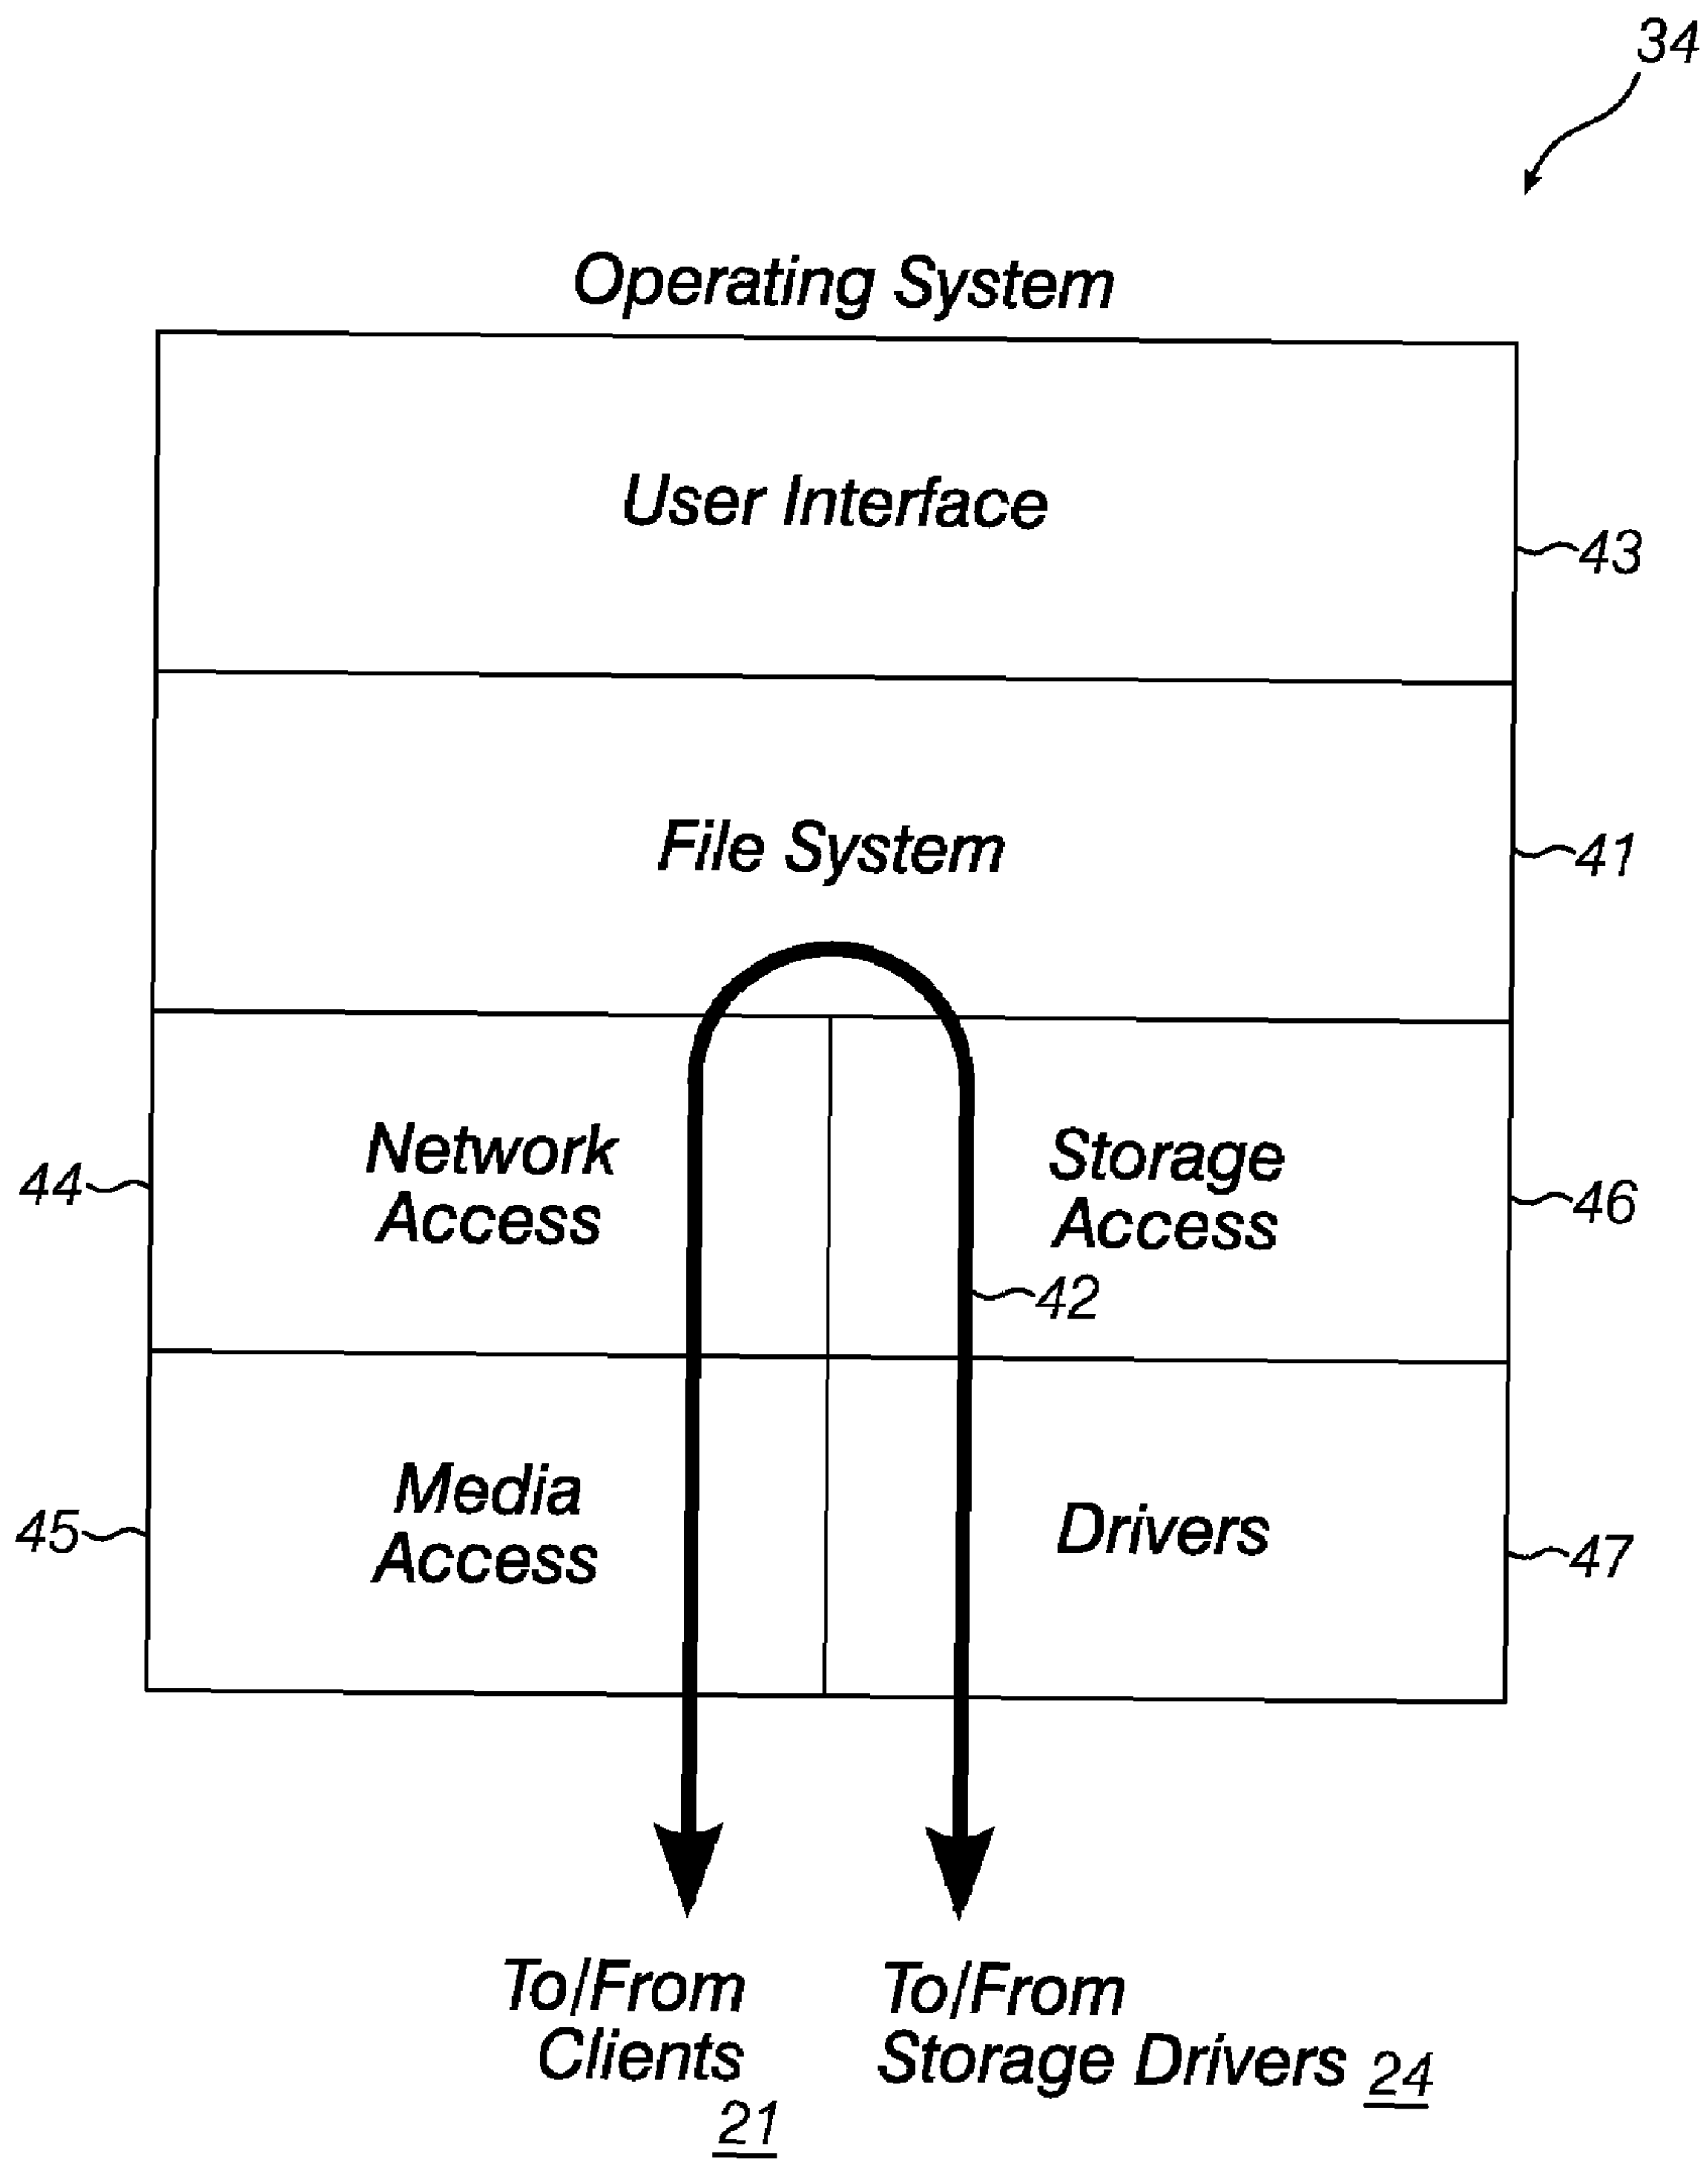 34
Operating System
User Interface
43
File System
41
Network
Access
44
Storage
Access
46
42
Media
Access
45
Drivers
47
To/From
Clients
21
To/From
Storage Drivers 24